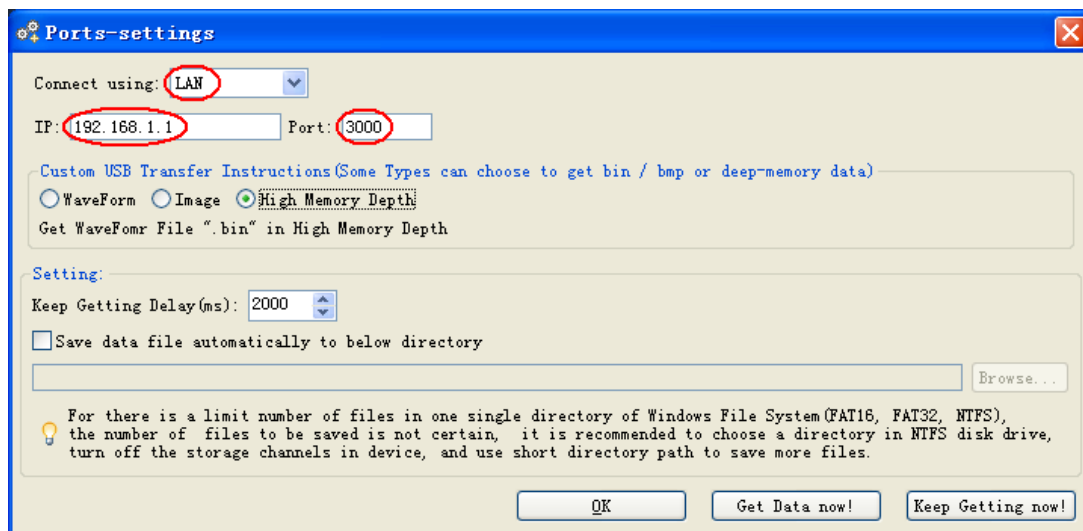 Ports-settings
Connect using: LAN
IP: 192.168.1.1 Port: 3000
Custom USB Transfer Instructions(Some Types can choose to get bin / bmp or deep-memory data)
WaveForm Image High Memory Depth
Get WaveFomr File ".bin" in High Memory Depth
Setting:
Keep Getting Delay(ms): 2000
Save data file automatically to below directory
Browse...
For there is a limit number of files in one single directory of Windows File System(FAT16, FAT32, NTFS),
the number of files to be saved is not certain, it is recommended to choose a directory in NTFS disk drive,
turn off the storage channels in device, and use short directory path to save more files.
OK Get Data now! Keep Getting now!